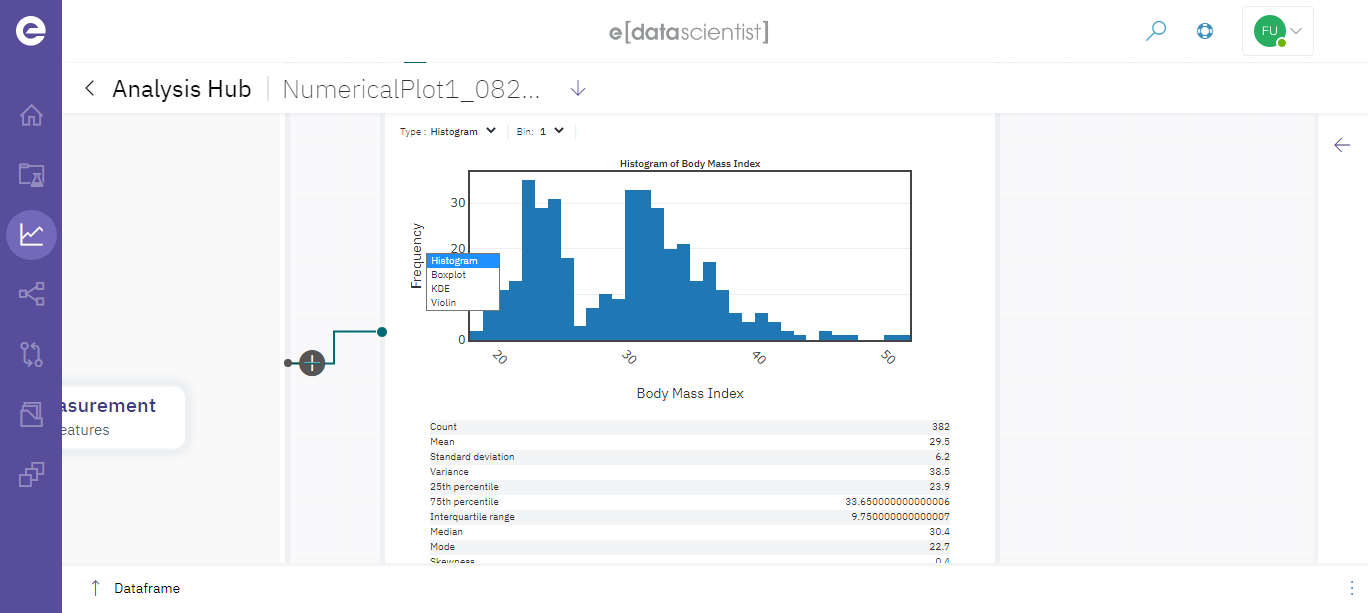 e[datascientist]
FU
Analysis Hub NumericalPlot1_082...
Type : Histogram Bin: 1
Histogram of Body Mass Index
30
20
0
Frequency
Histogram
Boxplot
KDE
Violin
20 30 40 50
Body Mass Index
asurement
eatures
Count 382
Mean 29.5
Standard deviation 6.2
Variance 38.5
25th percentile 23.9
75th percentile 33.650000000000006
Interquartile range 9.750000000000007
Median 30.4
Mode 22.7
Skewness 0.4
Dataframe